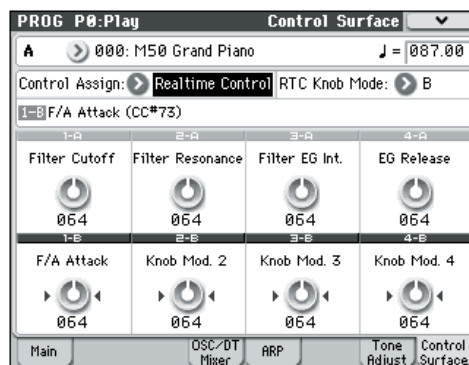 PROG P0:Play Control Surface
A 000: M50 Grand Piano ♩= 087.00
Control Assign: Realtime Control RTC Knob Mode: B
1-B F/A Attack (CC#73)
1-A 2-A 3-A 4-A
Filter Cutoff Filter Resonance Filter EG Int. EG Release
064 064 064 064
1-B 2-B 3-B 4-B
F/A Attack Knob Mod. 2 Knob Mod. 3 Knob Mod. 4
064 064 064 064
Main OSC/DT Mixer ARP Tone Adjust Control Surface